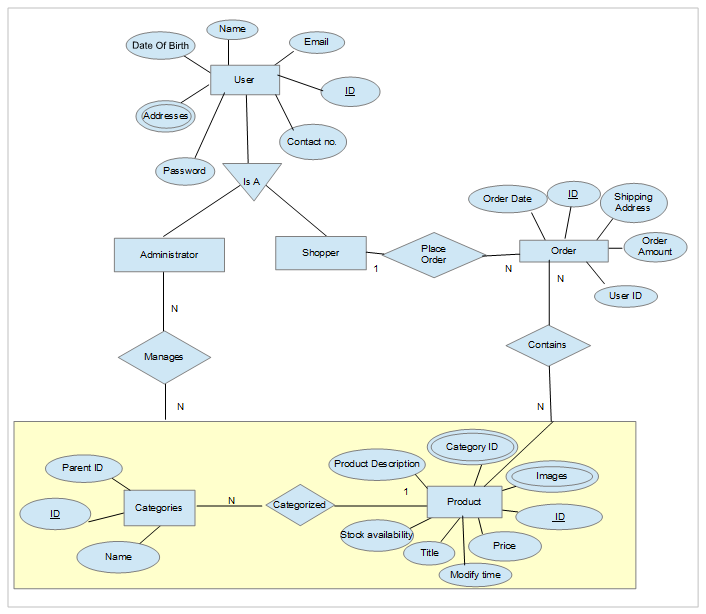 Name
Date Of Birth
Email
User
ID
Addresses
Contact no.
Password
Is A
Order Date
ID
Shipping
Address
Administrator
Shopper
1
Place
Order
N
Order
Order
Amount
N
User ID
N
Manages
Contains
N
N
Product Description
Category ID
Parent ID
Images
ID
Categories
N
Categorized
1
Product
ID
Stock availability
Title
Price
Name
Modify time